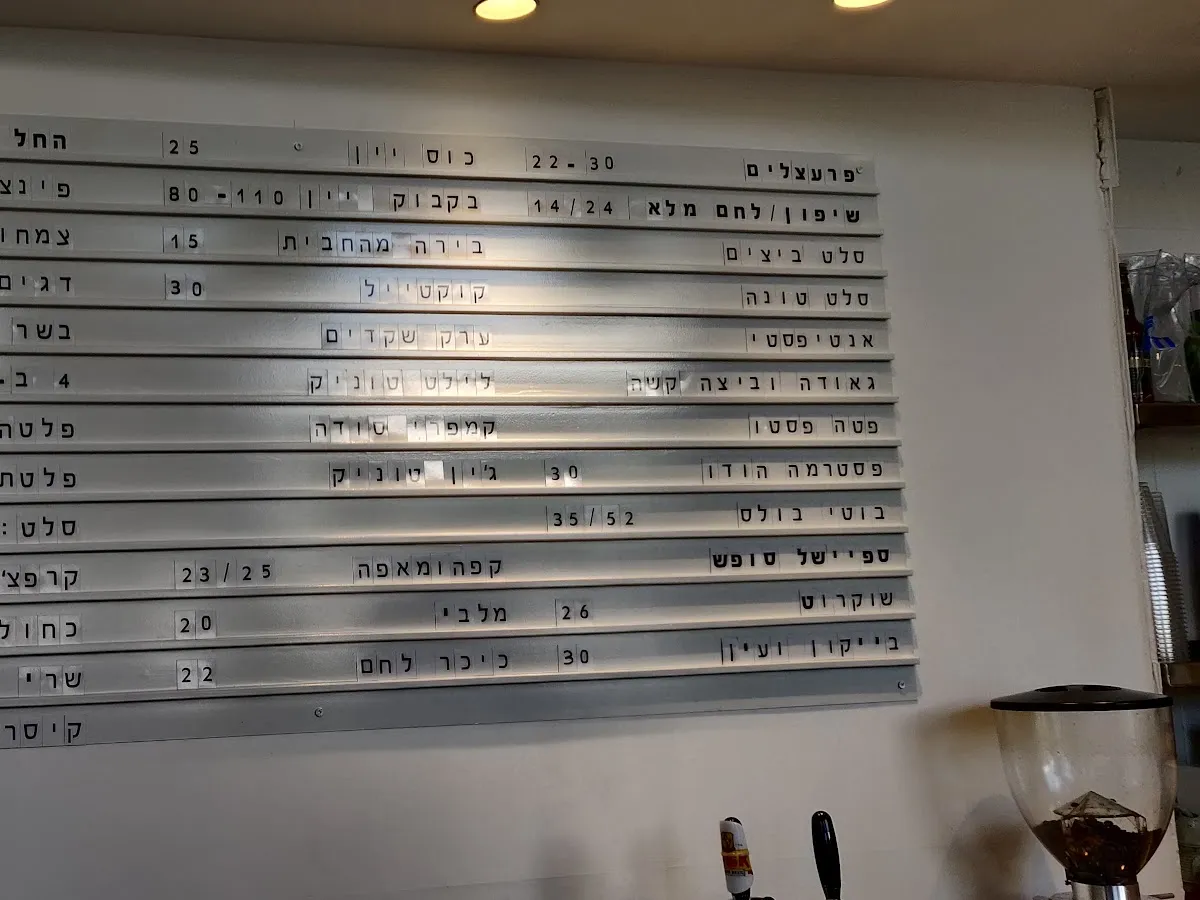 פרעצלים 22-30
שיפון/לחם מלא 14/24
סלט ביצים
סלט טונה
אנטיפסטי
גאודה וביצה קשה
פטה פסטו
פסטרמה הודו 30
בוטי בולס 35/52
ספיישל סופש
שוקרוט 26
בייקון ועין 30
כוס יין 25
בקבוק יין 80-110
בירה מהחבית 15
קוקטייל 30
ערק שקדים
לילט טוניק
קמפרי סודה
ג'ין טוניק
קפה ומאפה 23/25
מלבי 20
כיכר לחם 22
החל
פינצ
צמחו
דגים
בשר
4 ב-
פלטה
פלטת
סלט:
קרפצ'
כחול
שרי
קיסר